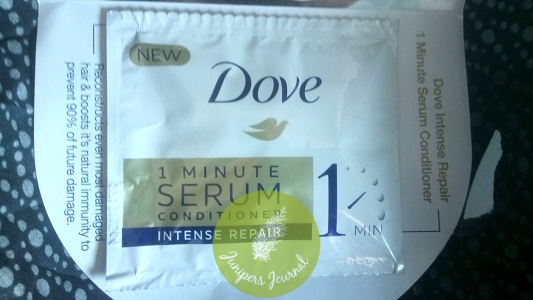 NEW
Dove
1 MINUTE
SERUM
CONDITIONER
INTENSE REPAIR
1
MIN
Junipers Journal
Dove Intense Repair
1 Minute Serum Conditioner
Reconstructs even most damaged
hair & boosts it's natural immunity to
prevent 90% of future damage.